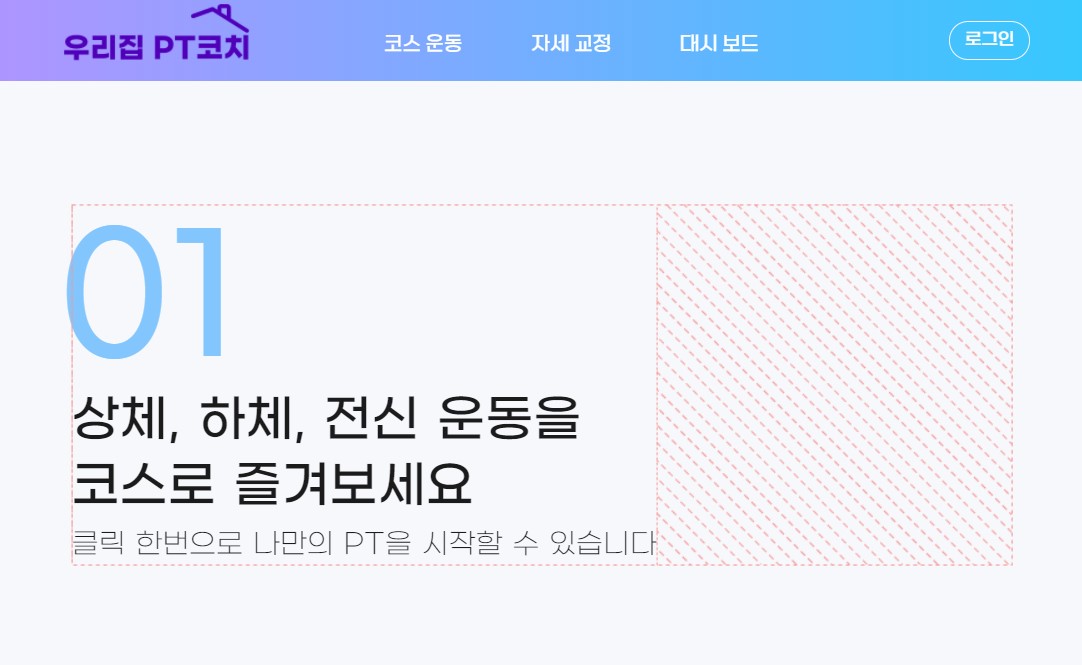 우리집 PT코치
코스 운동
자세 교정
대시 보드
로그인
01
상체, 하체, 전신 운동을
코스로 즐겨보세요
클릭 한번으로 나만의 PT을 시작할 수 있습니다